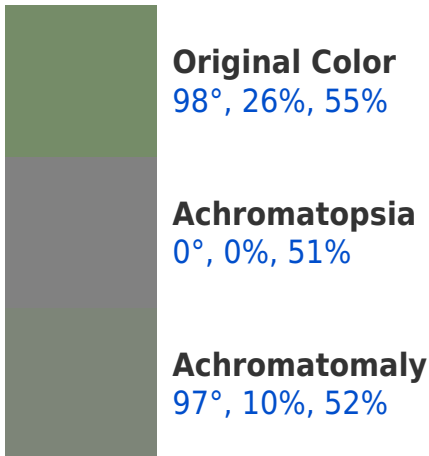 Original Color
98°, 26%, 55%
Achromatopsia
0°, 0%, 51%
Achromatomaly
97°, 10%, 52%